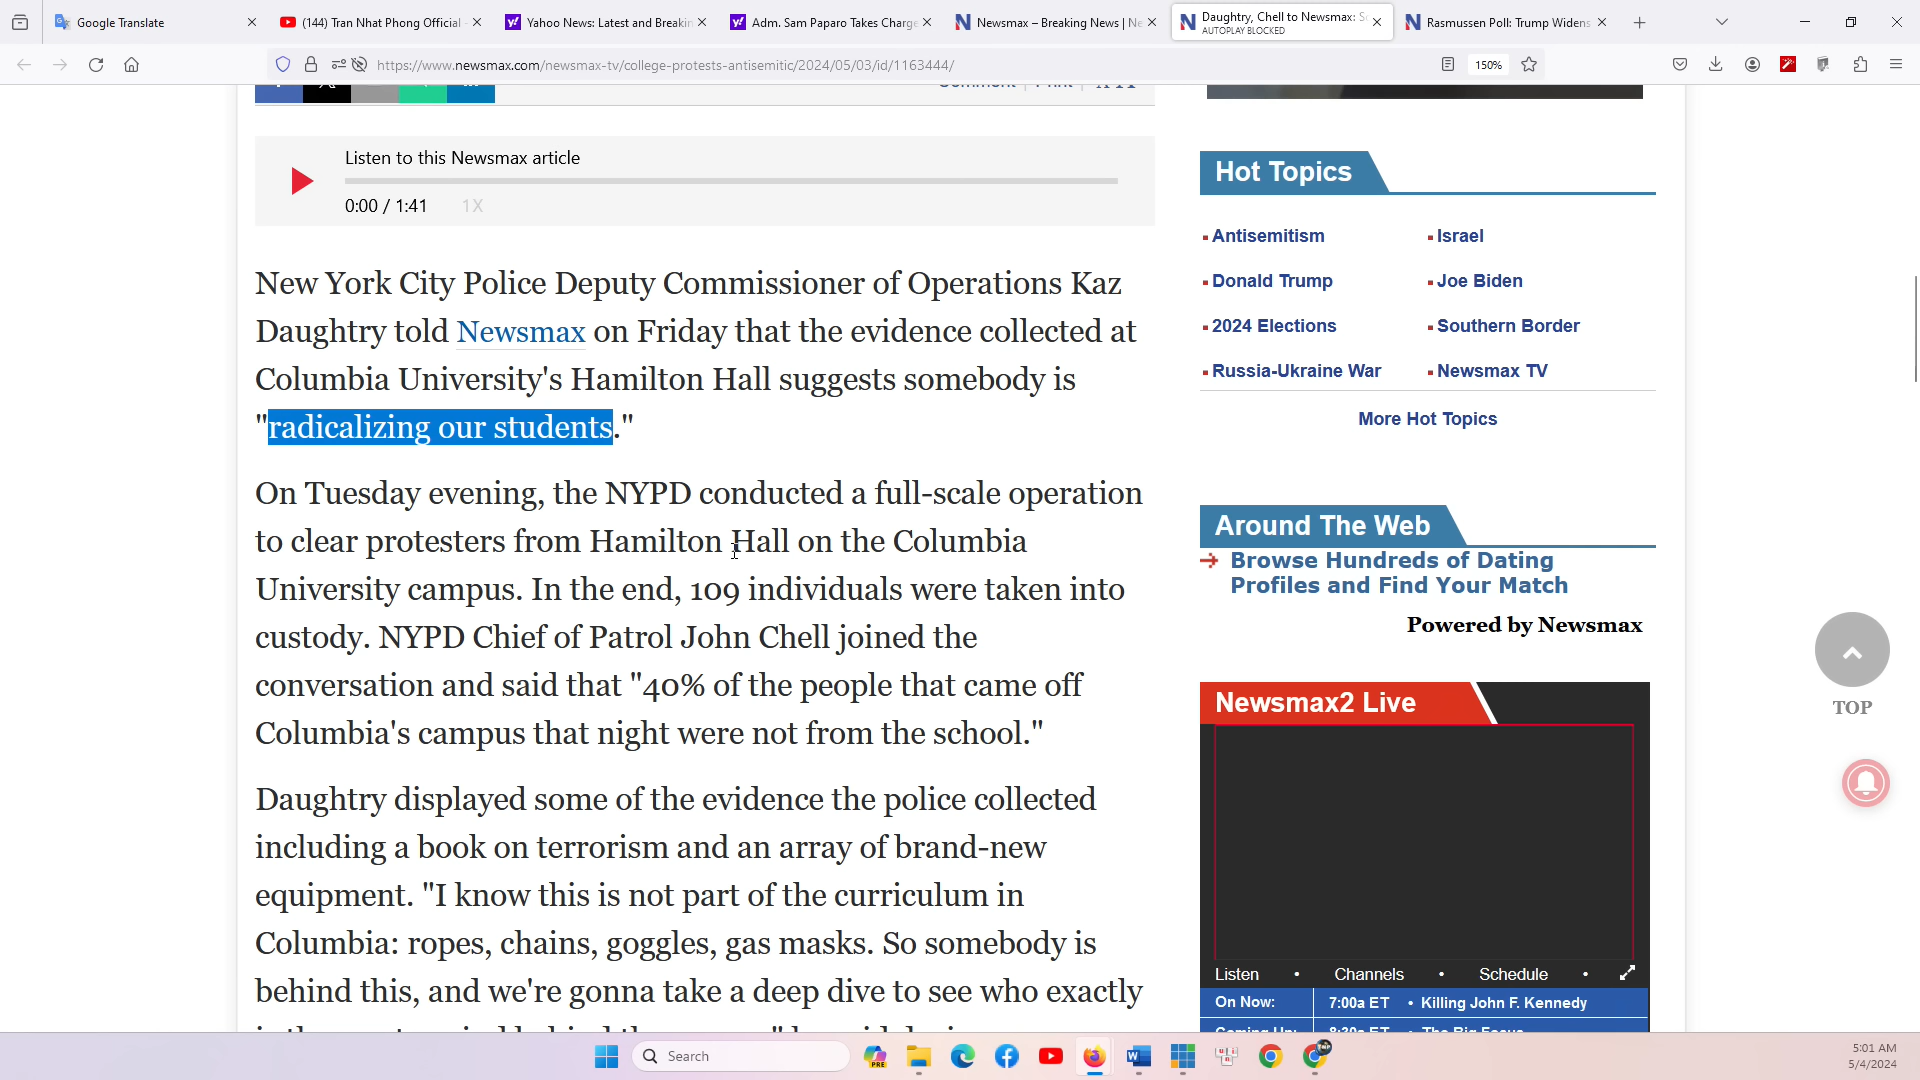 Google Translate
(144) Tran Nhat Phong Official -
Yahoo News: Latest and Breakin
Adm. Sam Paparo Takes Charge
Newsmax – Breaking News | Ne
Daughtry, Chell to Newsmax: So
AUTOPLAY BLOCKED
Rasmussen Poll: Trump Widens
https://www.newsmax.com/newsmax-tv/college-protests-antisemitic/2024/05/03/id/1163444/
150%
Comment | Print |
Listen to this Newsmax article
0:00 / 1:41 1X
New York City Police Deputy Commissioner of Operations Kaz
Daughtry told Newsmax on Friday that the evidence collected at
Columbia University's Hamilton Hall suggests somebody is
"radicalizing our students."
On Tuesday evening, the NYPD conducted a full-scale operation
to clear protesters from Hamilton Hall on the Columbia
University campus. In the end, 109 individuals were taken into
custody. NYPD Chief of Patrol John Chell joined the
conversation and said that "40% of the people that came off
Columbia's campus that night were not from the school."
Daughtry displayed some of the evidence the police collected
including a book on terrorism and an array of brand-new
equipment. "I know this is not part of the curriculum in
Columbia: ropes, chains, goggles, gas masks. So somebody is
behind this, and we're gonna take a deep dive to see who exactly
Hot Topics
Antisemitism
Israel
Donald Trump
Joe Biden
2024 Elections
Southern Border
Russia-Ukraine War
Newsmax TV
More Hot Topics
Around The Web
Browse Hundreds of Dating
Profiles and Find Your Match
Powered by Newsmax
Newsmax2 Live
Listen • Channels • Schedule •
On Now: 7:00a ET • Killing John F. Kennedy
Coming Up: 8:30a ET • The Big Focus
TOP
Search
5:01 AM
5/4/2024